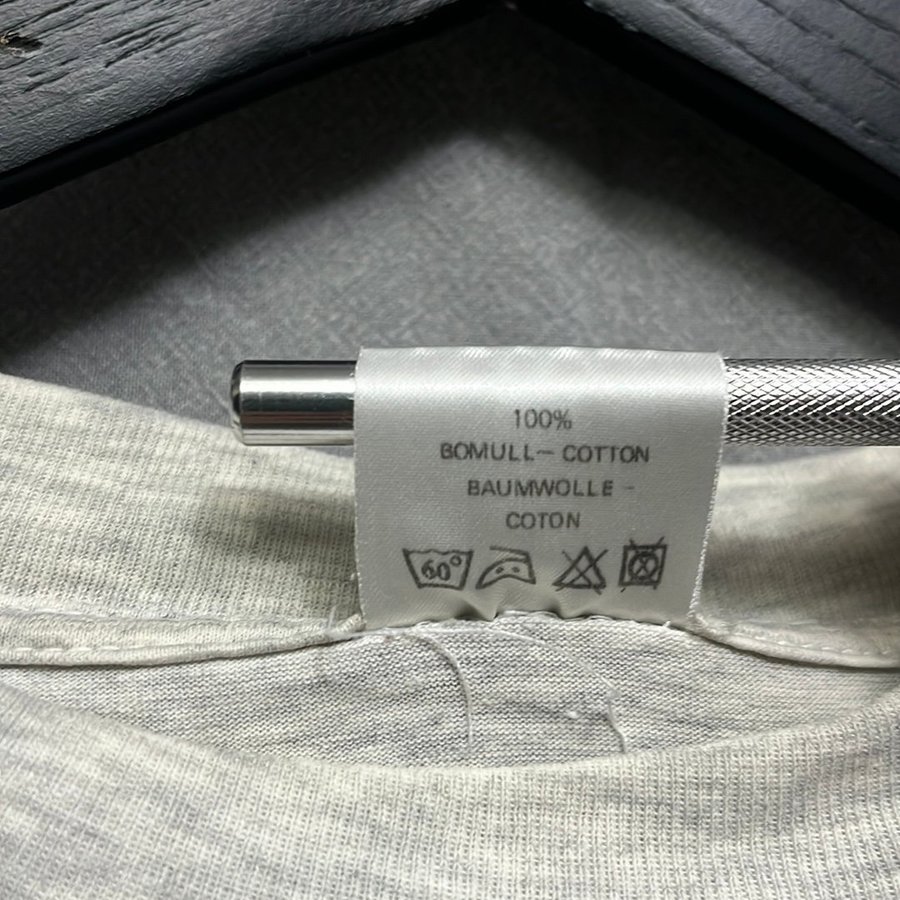 100%
BOMULL- COTTON
BAUMWOLLE -
COTON
60°